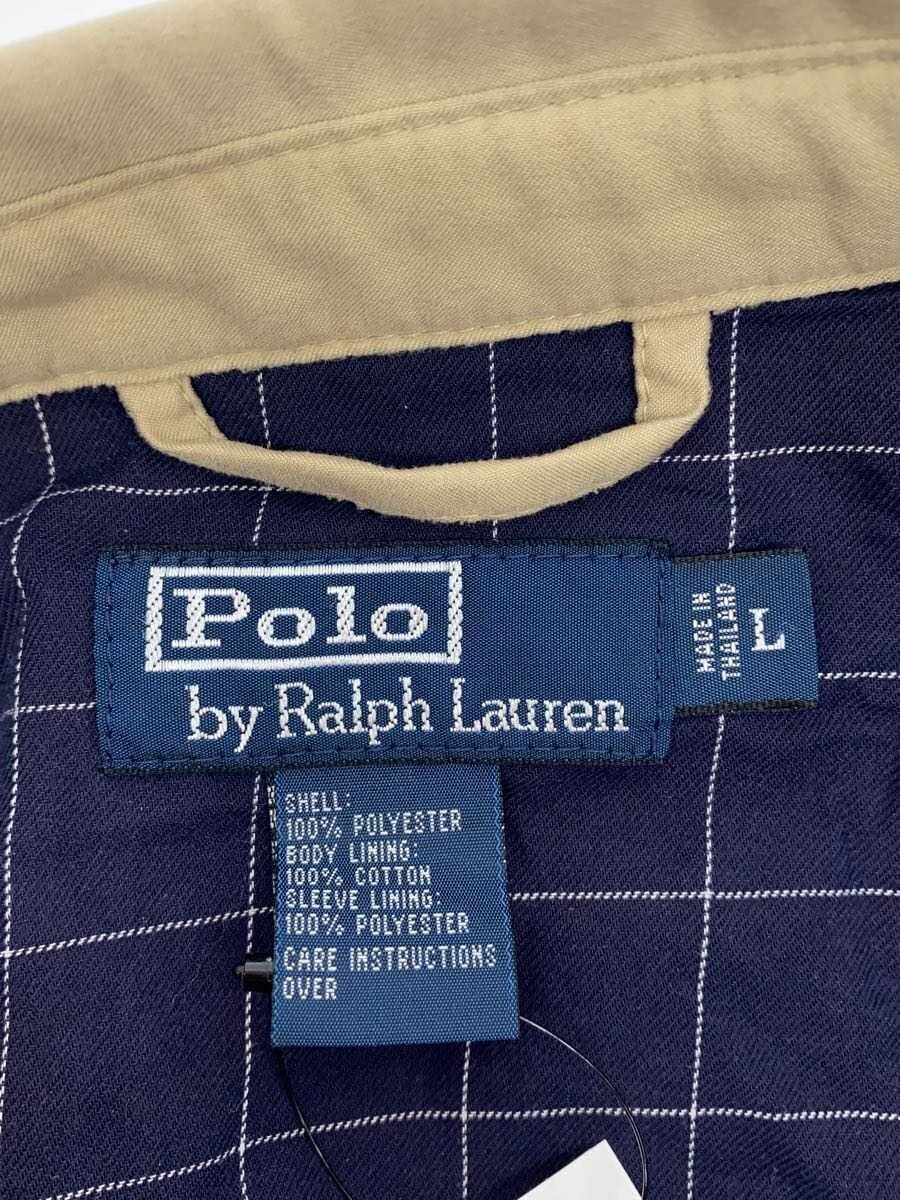 Polo
by Ralph Lauren
MADE IN
THAILAND
L
SHELL:
100% POLYESTER
BODY LINING:
100% COTTON
SLEEVE LINING:
100% POLYESTER
CARE INSTRUCTIONS
OVER